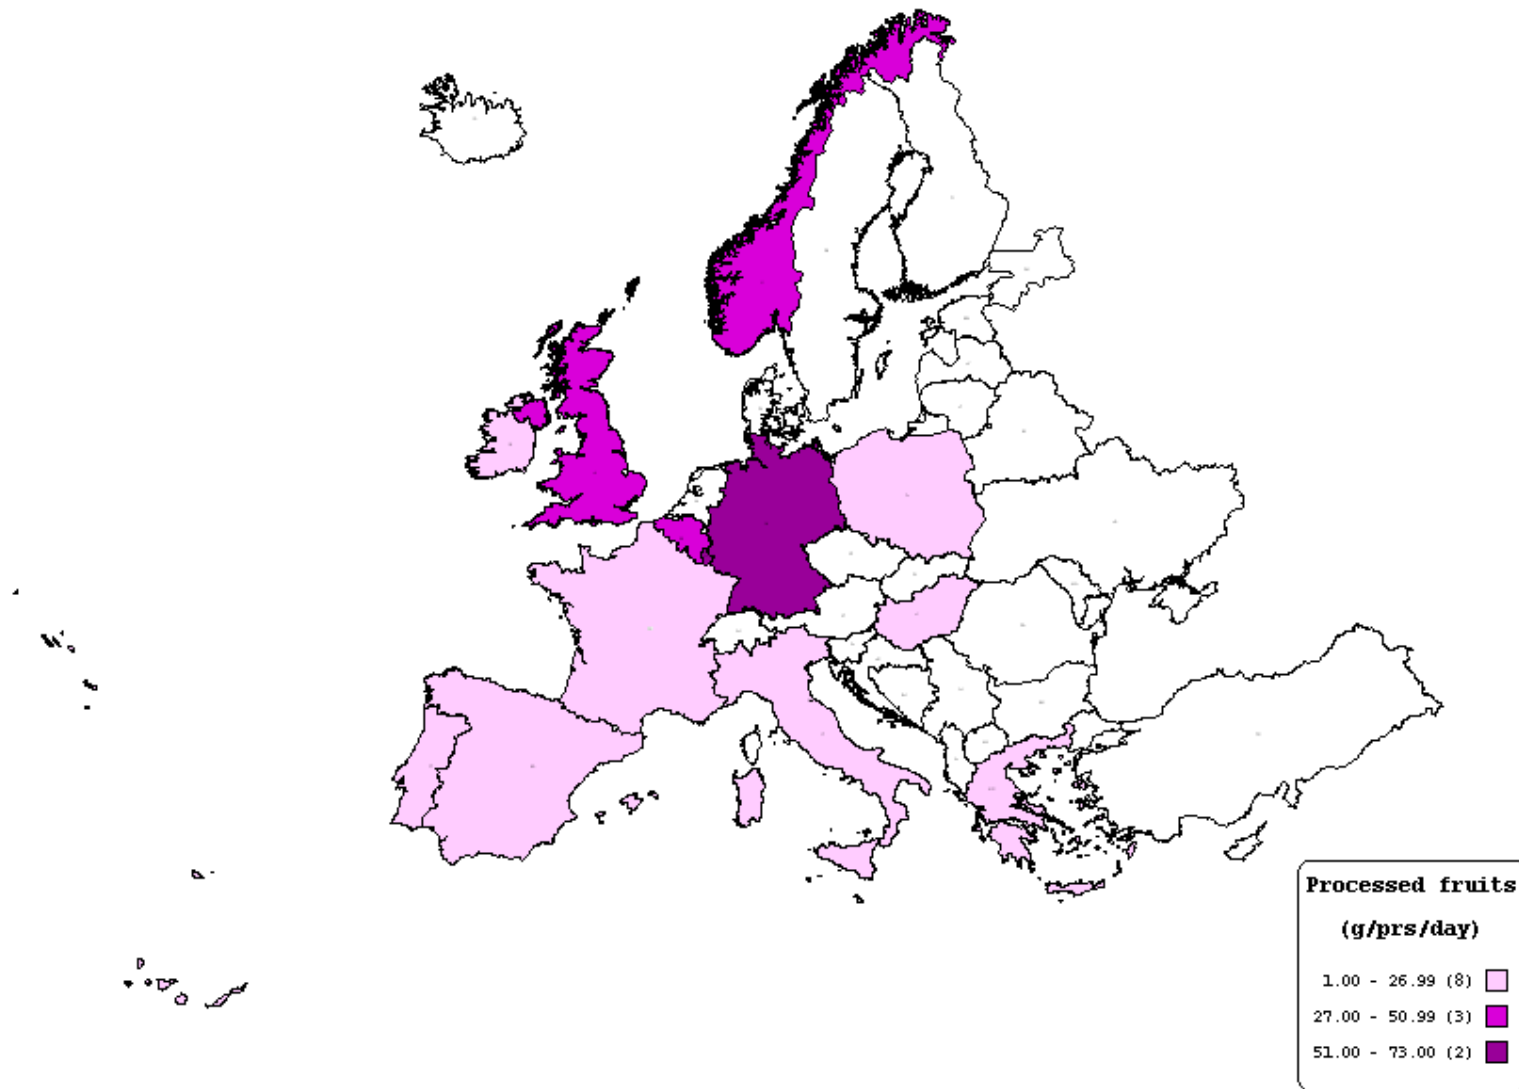 Processed fruits
(g/prs/day)
1.00 - 26.99 (8)
27.00 - 50.99 (3)
51.00 - 73.00 (2)